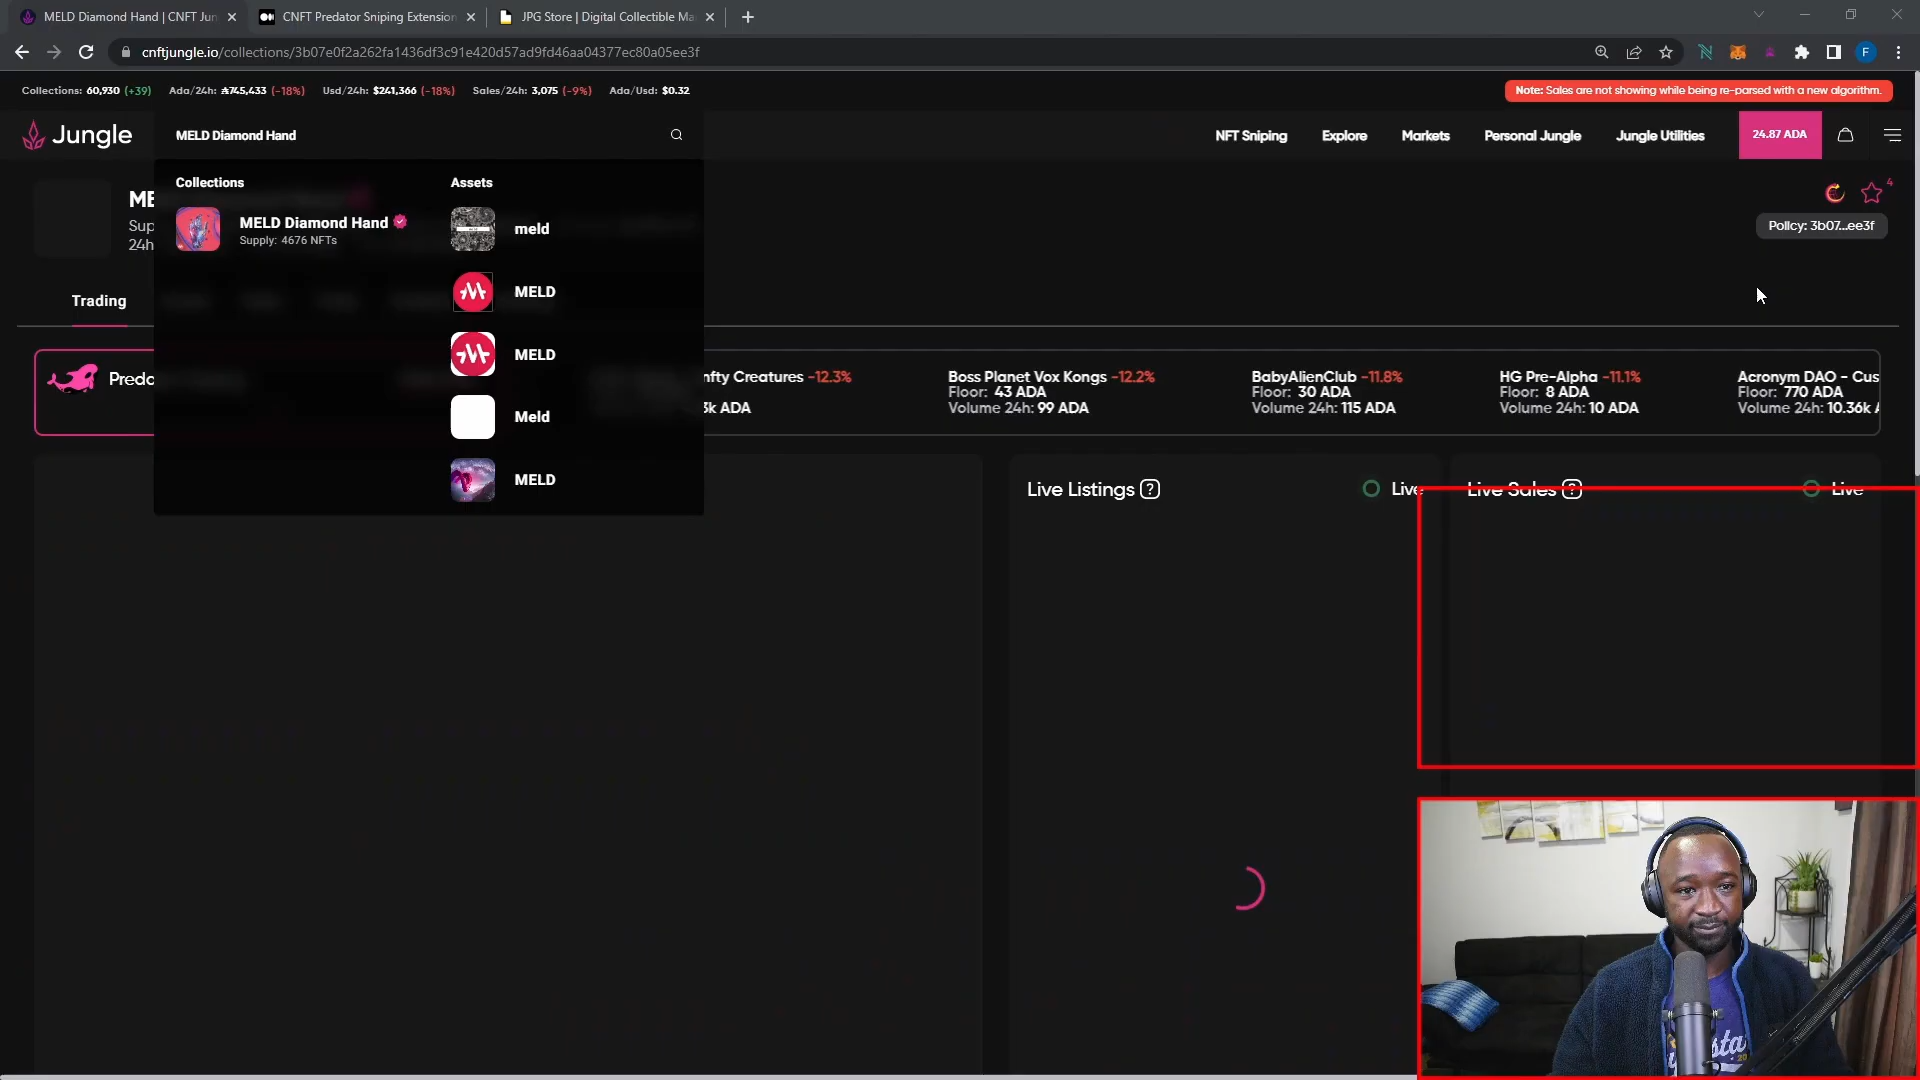 MELD Diamond Hand | CNFT Jun
CNFT Predator Sniping Extension
JPG Store | Digital Collectible Ma
cnftjungle.io/collections/3b07e0f2a262fa1436df3c91e420d57ad9fd46aa04377ec80a05ee3f
F
Collections: 60,930 (+39) Ada/24h: ₳745,433 (-18%) Usd/24h: $241,366 (-18%) Sales/24h: 3,075 (-9%) Ada/Usd: $0.32
Note: Sales are not showing while being re-parsed with a new algorithm.
Jungle
MELD Diamond Hand
NFT Sniping Explore Markets Personal Jungle Jungle Utilities
24.87 ADA
Collections
Assets
ME
Sup
24h
MELD Diamond Hand
Supply: 4676 NFTs
meld
MELD
MELD
Meld
MELD
4
Policy: 3b07...ee3f
Trading
Predo
nfty Creatures -12.3%
3k ADA
Boss Planet Vox Kongs -12.2%
Floor: 43 ADA
Volume 24h: 99 ADA
BabyAlienClub -11.8%
Floor: 30 ADA
Volume 24h: 115 ADA
HG Pre-Alpha -11.1%
Floor: 8 ADA
Volume 24h: 10 ADA
Acronym DAO - Cus
Floor: 770 ADA
Volume 24h: 10.36k A
Live Listings ?
Live
Live Sales ?
Live